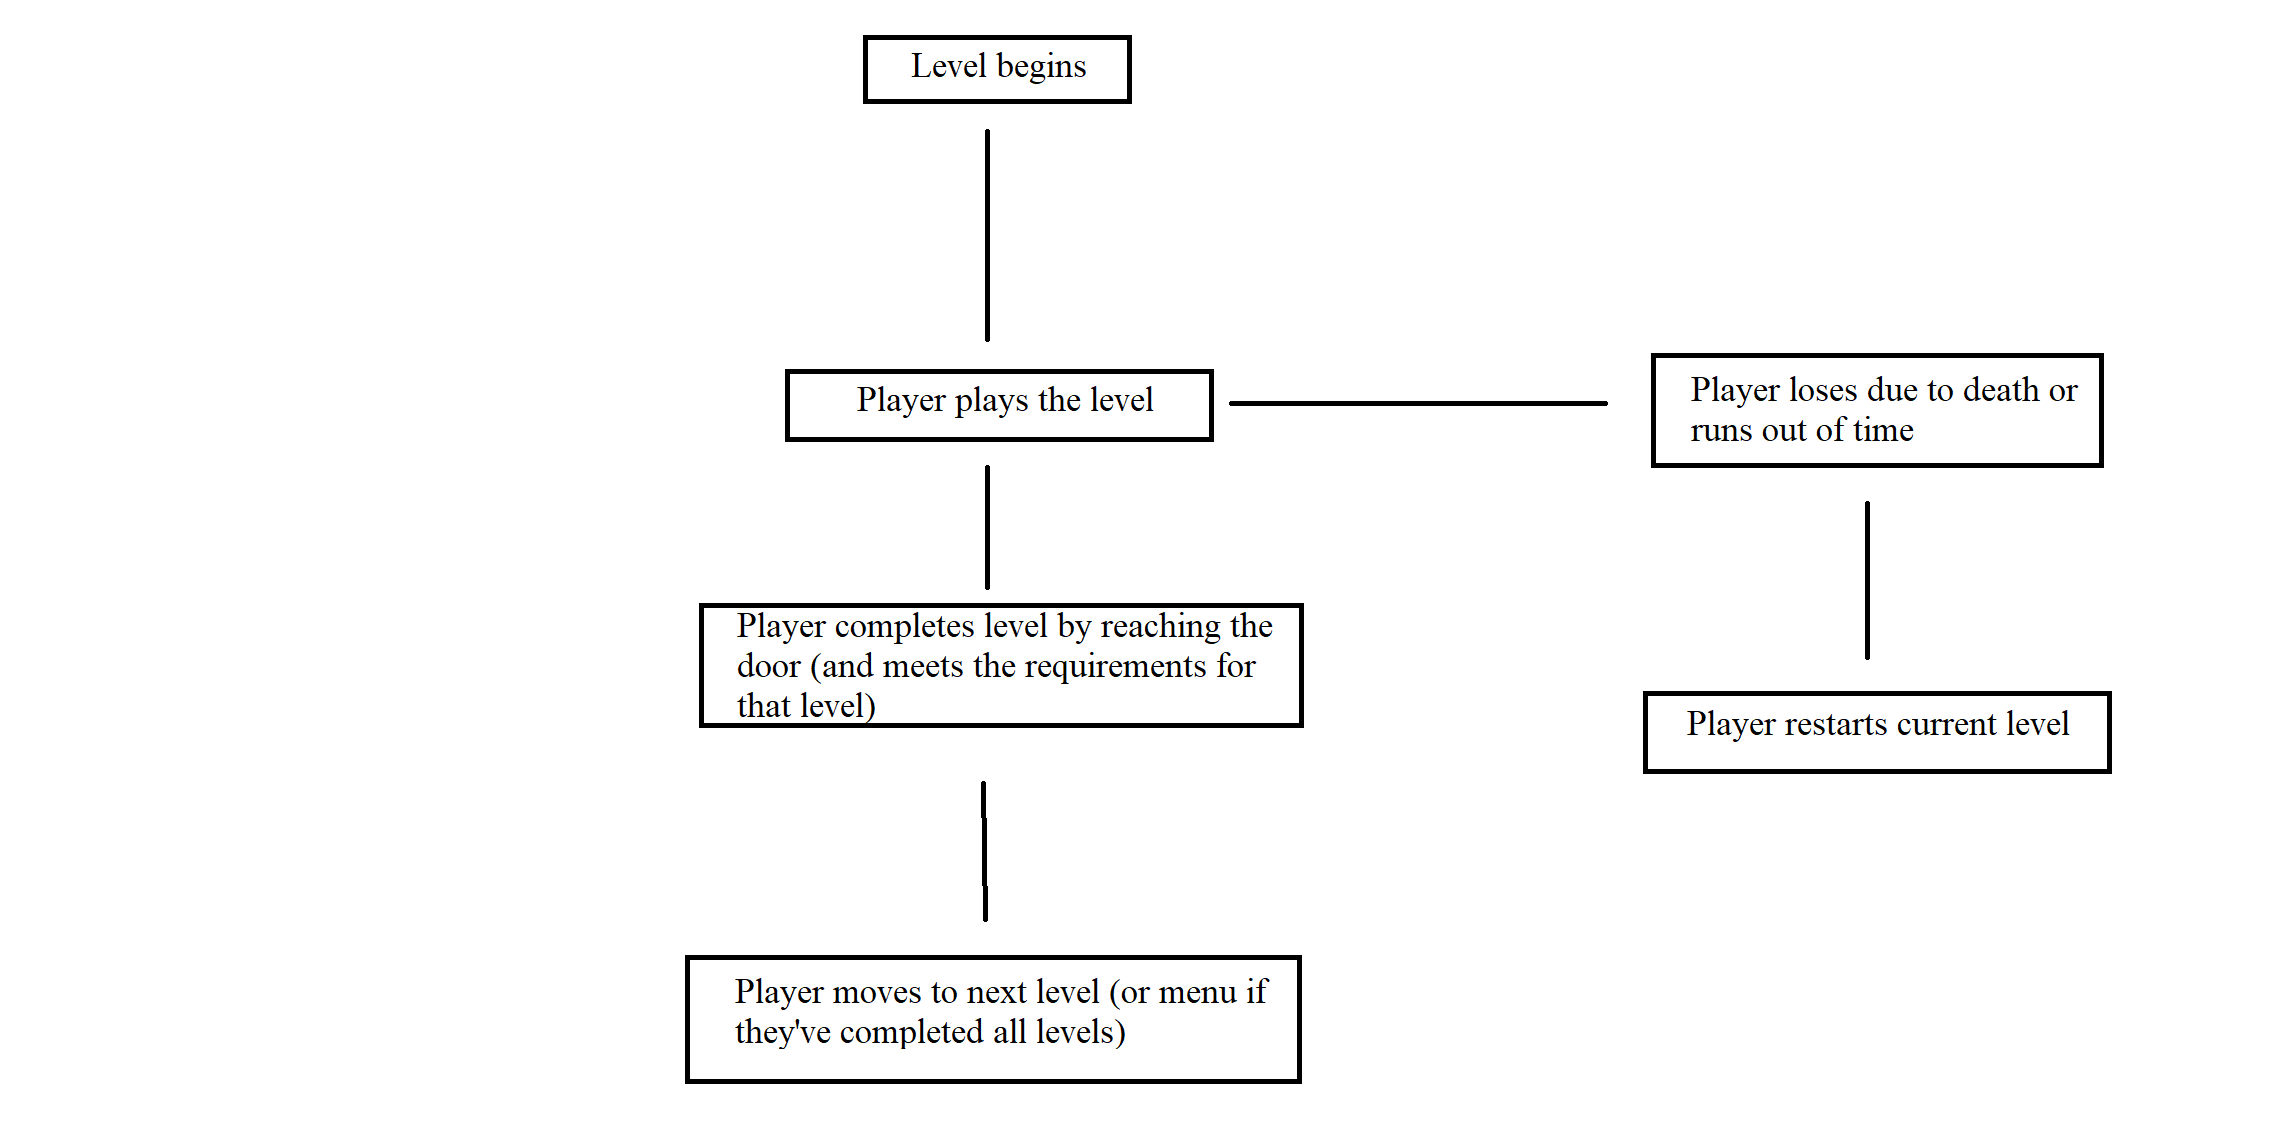 Level begins
Player plays the level
Player loses due to death or
runs out of time
Player completes level by reaching the
door (and meets the requirements for
that level)
Player restarts current level
Player moves to next level (or menu if
they've completed all levels)